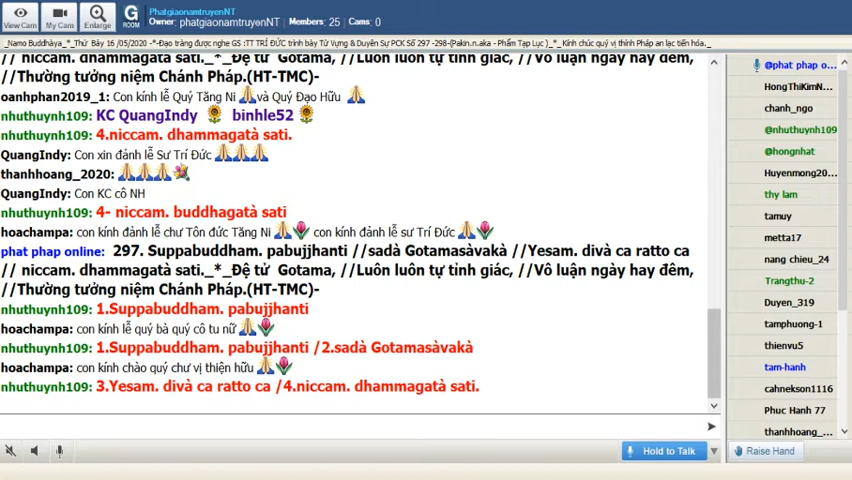 PhatgiaonamtruyenNT
Owner: phatgiaonamtruyenNT | Members: 25 | Cams: 0
View Cam
My Cam
Enlarge
G
ROOM
_Namo Buddhàya_*_Thứ Bảy 16 /05/2020 -*-Đạo tràng được nghe GS :TT TRÍ ĐỨC trình bày Từ Vựng & Duyên Sự PCK Số 297 -298-(Pakin.n.aka - Phẩm Tạp Lục )_*_Kính chúc quý vị thính Pháp an lạc tiến hóa._
// niccam. dhammagatà sati._*_Đệ tử  Gotama, //Luôn luôn tự tỉnh giác, //Vô luận ngày hay đêm,
//Thường tưởng niệm Chánh Pháp.(HT-TMC)-
oanhphan2019_1: Con kính lễ Quý Tăng Ni 🙏 và Quý Đạo Hữu 🙏
nhuthuynh109: KC QuangIndy 🌻 binhle52 🌻
nhuthuynh109: 4.niccam. dhammagatà sati.
QuangIndy: Con xin đảnh lễ Sư Trí Đức 🙏🙏🙏
thanhhoang_2020: 🙏🙏🙏💐
QuangIndy: Con KC cô NH
nhuthuynh109: 4- niccam. buddhagatà sati
hoachampa: con kính đảnh lễ chư Tôn đức Tăng Ni 🙏🌷 con kính đảnh lễ sư Trí Đức 🙏🌷
phat phap online: 297. Suppabuddham. pabujjhanti //sadà Gotamasàvakà //Yesam. divà ca ratto ca
// niccam. dhammagatà sati._*_Đệ tử  Gotama, //Luôn luôn tự tỉnh giác, //Vô luận ngày hay đêm,
//Thường tưởng niệm Chánh Pháp.(HT-TMC)-
nhuthuynh109: 1.Suppabuddham. pabujjhanti
hoachampa: con kính lễ quý bà quý cô tu nữ 🙏🌷
nhuthuynh109: 1.Suppabuddham. pabujjhanti /2.sadà Gotamasàvakà
hoachampa: con kính chào quý chư vị thiện hữu 🙏🌷
nhuthuynh109: 3.Yesam. divà ca ratto ca /4.niccam. dhammagatà sati.
@phat phap o...
HongThiKimN...
chanh_ngo
@nhuthuynh109
@hongnhat
Huyenmong20...
thy lam
tamuy
metta17
nang chieu_24
Trangthu-2
Duyen_319
tamphuong-1
thienvu5
tam-hanh
cahnekson1116
Phuc Hanh 77
thanhhoang_...
Hold to Talk
Raise Hand